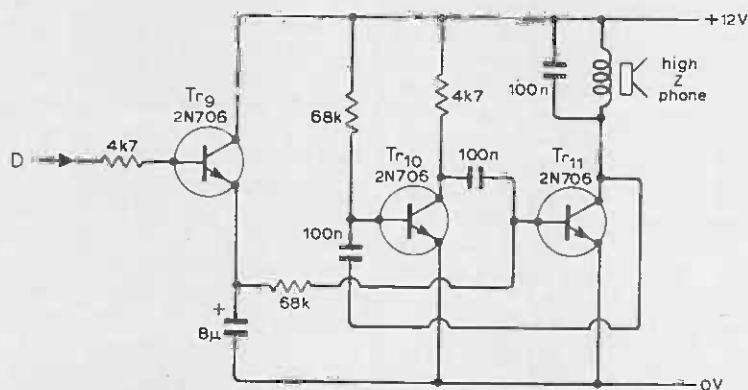 +12V
high
Z
phone
100n
4k7
68k
Tr9
2N706
4k7
D
Tr10
2N706
100n
Tr11
2N706
100n
68k
+
8μ
0V